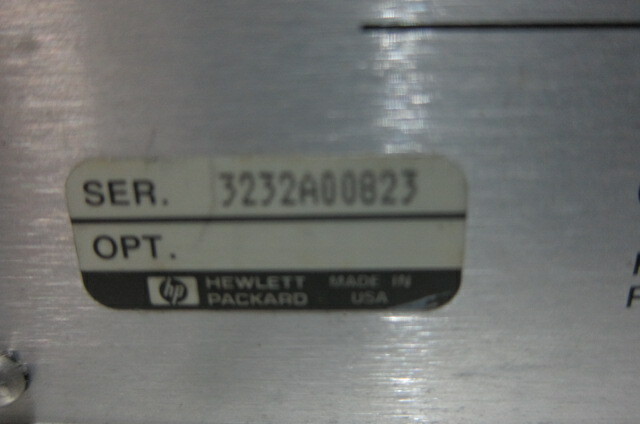 SER. 3232A00823
OPT.
hp HEWLETT PACKARD MADE IN USA